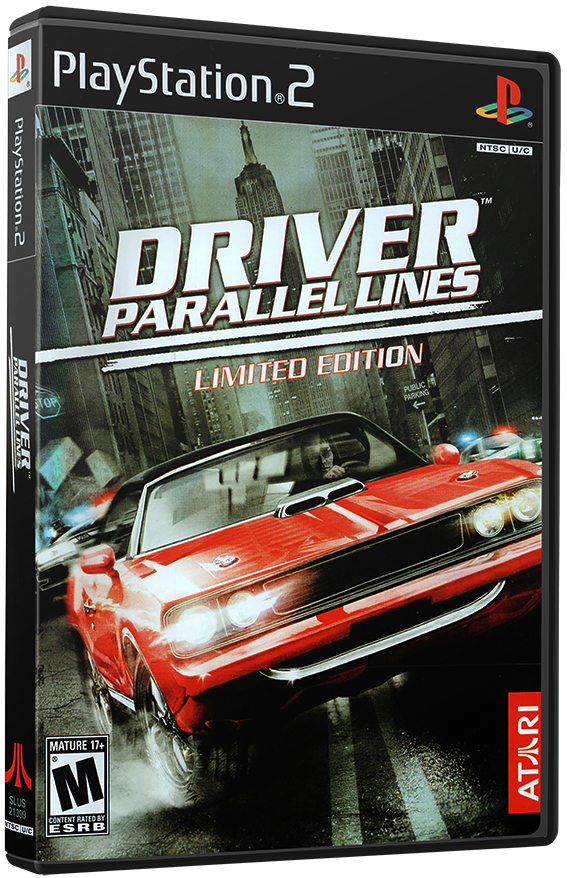 PlayStation®2
NTSC U/C
DRIVER™
PARALLEL LINES
LIMITED EDITION
PUBLIC
PARKING
STOP
MATURE 17+
M
®
CONTENT RATED BY
ESRB
ATARI
PlayStation®2
DRIVER™
PARALLEL LINES
SLUS
21399
NTSC U/C